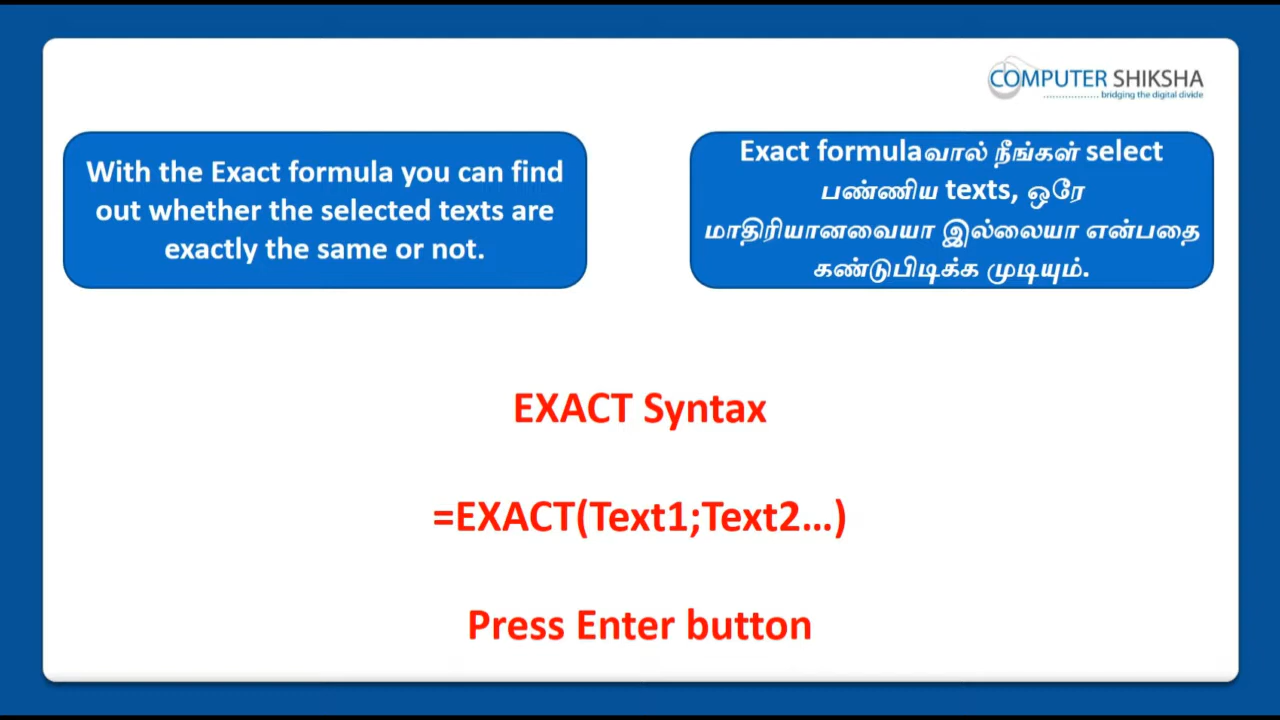 COMPUTER SHIKSHA
bridging the digital divide
With the Exact formula you can find
out whether the selected texts are
exactly the same or not.
Exact formulaவால் நீங்கள் select
பண்ணிய texts, ஒரே
மாதிரியானவையா இல்லையா என்பதை
கண்டுபிடிக்க முடியும்.
EXACT Syntax
=EXACT(Text1;Text2...)
Press Enter button